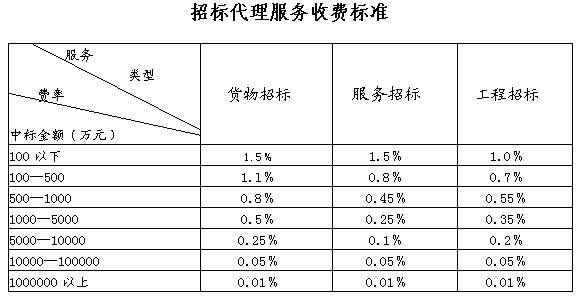 招标代理服务收费标准
服务
类型
费率
中标金额（万元）
货物招标 服务招标 工程招标
100 以下 1.5% 1.5% 1.0%
100—500 1.1% 0.8% 0.7%
500—1000 0.8% 0.45% 0.55%
1000—5000 0.5% 0.25% 0.35%
5000—10000 0.25% 0.1% 0.2%
10000—100000 0.05% 0.05% 0.05%
1000000 以上 0.01% 0.01% 0.01%